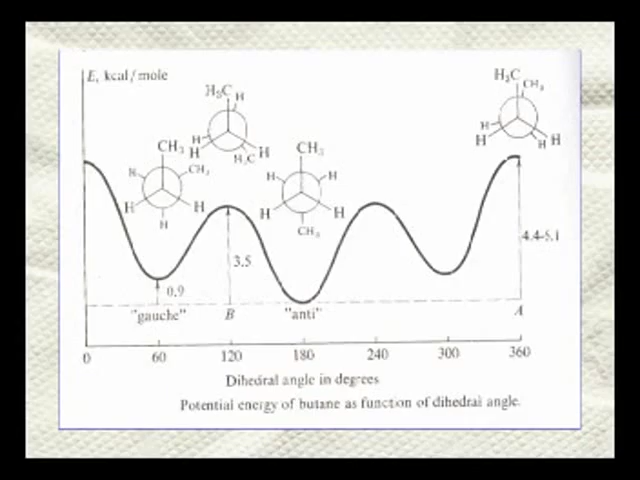 E, kcal/mole
H₃C
H
H
H
H₃C
H
CH₃
H
CH₃
H
H
H
CH₃
H
H
H
H
CH₃
H₃C
CH₃
H
H
H
H
4.4-5.1
3.5
0.9
"gauche"
B
"anti"
A
0
60
120
180
240
300
360
Dihedral angle in degrees
Potential energy of butane as function of dihedral angle.